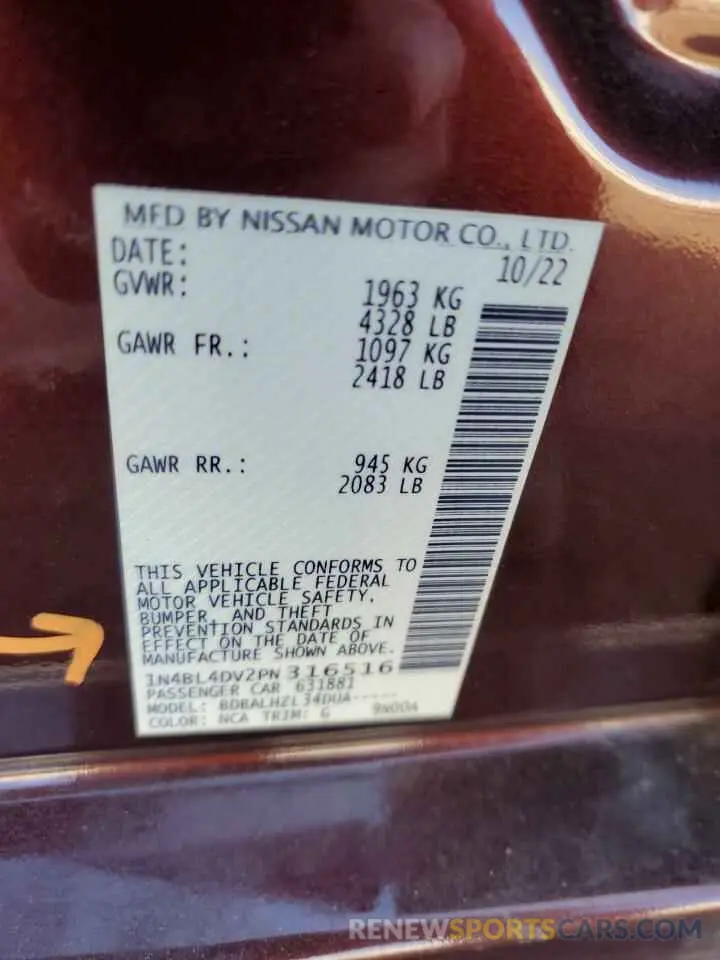 MFD BY NISSAN MOTOR CO., LTD.
DATE: 10/22
GVWR: 1963 KG
4328 LB
GAWR FR.: 1097 KG
2418 LB
GAWR RR.: 945 KG
2083 LB
THIS VEHICLE CONFORMS TO
ALL APPLICABLE FEDERAL
MOTOR VEHICLE SAFETY,
BUMPER, AND THEFT
PREVENTION STANDARDS IN
EFFECT ON THE DATE OF
MANUFACTURE SHOWN ABOVE.
1N4BL4DV2PN316516
PASSENGER CAR 631881
MODEL: BDBALHZL34DUA-----
COLOR: NCA TRIM: G
RENEWSPORTSCARS.COM